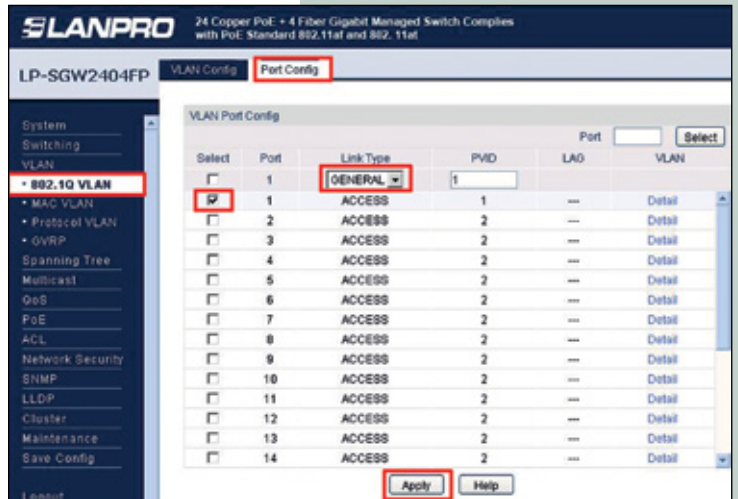 SLANPRO
24 Copper PoE + 4 Fiber Gigabit Managed Switch Complies
with PoE Standard 802.11af and 802. 11at
LP-SGW2404FP
VLAN Config Port Config
System
Switching
VLAN
• 802.1Q VLAN
• MAC VLAN
• Protocol VLAN
• GVRP
Spanning Tree
Multicast
QoS
PoE
ACL
Network Security
SNMP
LLDP
Cluster
Maintenance
Save Config
Logout
VLAN Port Config
Port Select
Select Port Link Type PVID LAG VLAN
1 GENERAL 1
1 ACCESS 1 --- Detail
2 ACCESS 2 --- Detail
3 ACCESS 2 --- Detail
4 ACCESS 2 --- Detail
5 ACCESS 2 --- Detail
6 ACCESS 2 --- Detail
7 ACCESS 2 --- Detail
8 ACCESS 2 --- Detail
9 ACCESS 2 --- Detail
10 ACCESS 2 --- Detail
11 ACCESS 2 --- Detail
12 ACCESS 2 --- Detail
13 ACCESS 2 --- Detail
14 ACCESS 2 --- Detail
Apply Help